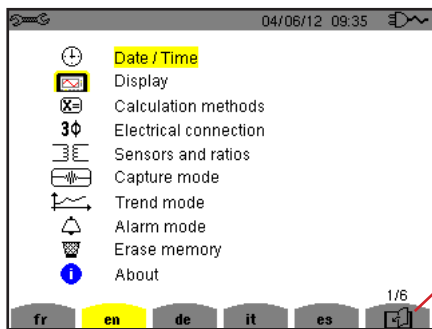 04/06/12 09:35
Date / Time
Display
X= Calculation methods
3ϕ Electrical connection
Sensors and ratios
Capture mode
Trend mode
Alarm mode
Erase memory
i About
1/6
fr en de it es